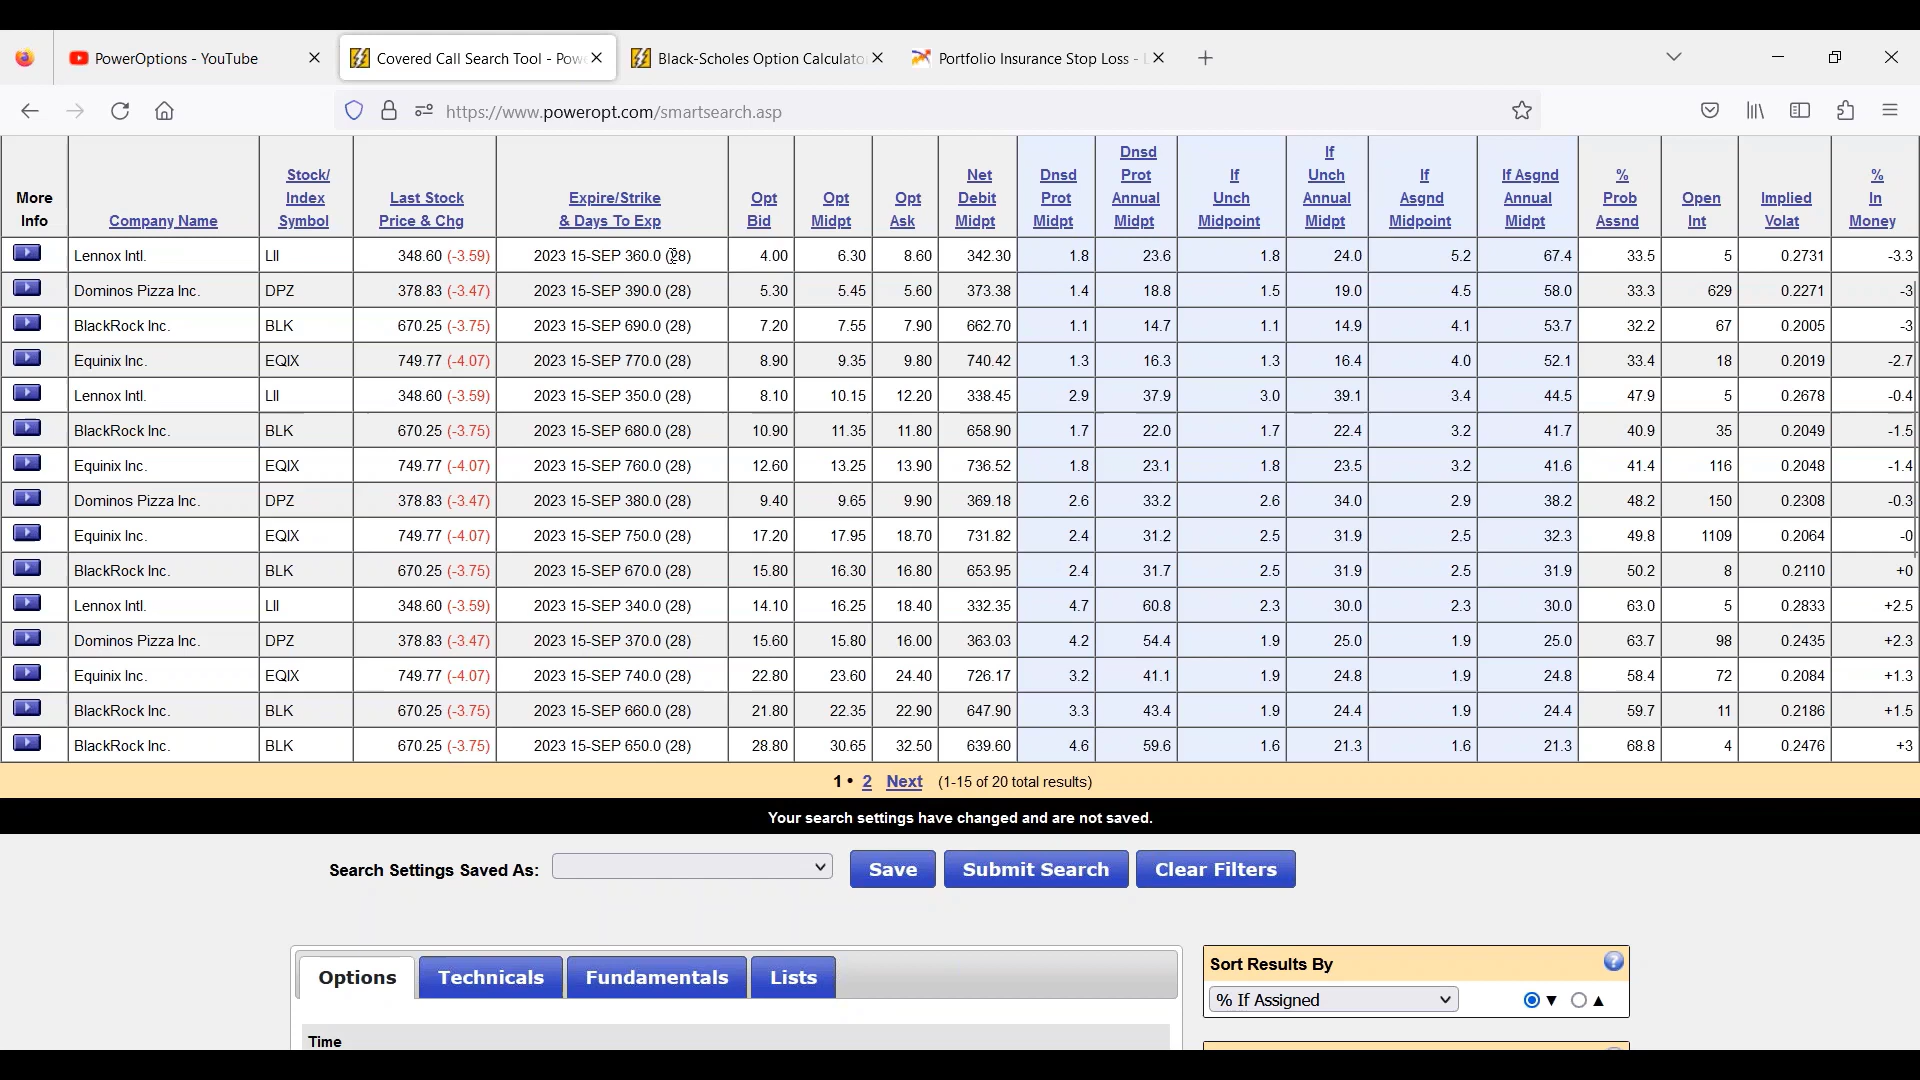 PowerOptions - YouTube
Covered Call Search Tool - Pow
Black-Scholes Option Calculato
Portfolio Insurance Stop Loss -
https://www.poweropt.com/smartsearch.asp
More Info Company Name Stock/ Index Symbol Last Stock Price & Chg Expire/Strike & Days To Exp Opt Bid Opt Midpt Opt Ask Net Debit Midpt Dnsd Prot Midpt Dnsd Prot Annual Midpt If Unch Midpoint If Unch Annual Midpt If Asgnd Midpoint If Asgnd Annual Midpt % Prob Assnd Open Int Implied Volat % In Money
Lennox Intl. LII 348.60 (-3.59) 2023 15-SEP 360.0 (28) 4.00 6.30 8.60 342.30 1.8 23.6 1.8 24.0 5.2 67.4 33.5 5 0.2731 -3.3
Dominos Pizza Inc. DPZ 378.83 (-3.47) 2023 15-SEP 390.0 (28) 5.30 5.45 5.60 373.38 1.4 18.8 1.5 19.0 4.5 58.0 33.3 629 0.2271 -3
BlackRock Inc. BLK 670.25 (-3.75) 2023 15-SEP 690.0 (28) 7.20 7.55 7.90 662.70 1.1 14.7 1.1 14.9 4.1 53.7 32.2 67 0.2005 -3
Equinix Inc. EQIX 749.77 (-4.07) 2023 15-SEP 770.0 (28) 8.90 9.35 9.80 740.42 1.3 16.3 1.3 16.4 4.0 52.1 33.4 18 0.2019 -2.7
Lennox Intl. LII 348.60 (-3.59) 2023 15-SEP 350.0 (28) 8.10 10.15 12.20 338.45 2.9 37.9 3.0 39.1 3.4 44.5 47.9 5 0.2678 -0.4
BlackRock Inc. BLK 670.25 (-3.75) 2023 15-SEP 680.0 (28) 10.90 11.35 11.80 658.90 1.7 22.0 1.7 22.4 3.2 41.7 40.9 35 0.2049 -1.5
Equinix Inc. EQIX 749.77 (-4.07) 2023 15-SEP 760.0 (28) 12.60 13.25 13.90 736.52 1.8 23.1 1.8 23.5 3.2 41.6 41.4 116 0.2048 -1.4
Dominos Pizza Inc. DPZ 378.83 (-3.47) 2023 15-SEP 380.0 (28) 9.40 9.65 9.90 369.18 2.6 33.2 2.6 34.0 2.9 38.2 48.2 150 0.2308 -0.3
Equinix Inc. EQIX 749.77 (-4.07) 2023 15-SEP 750.0 (28) 17.20 17.95 18.70 731.82 2.4 31.2 2.5 31.9 2.5 32.3 49.8 1109 0.2064 -0
BlackRock Inc. BLK 670.25 (-3.75) 2023 15-SEP 670.0 (28) 15.80 16.30 16.80 653.95 2.4 31.7 2.5 31.9 2.5 31.9 50.2 8 0.2110 +0
Lennox Intl. LII 348.60 (-3.59) 2023 15-SEP 340.0 (28) 14.10 16.25 18.40 332.35 4.7 60.8 2.3 30.0 2.3 30.0 63.0 5 0.2833 +2.5
Dominos Pizza Inc. DPZ 378.83 (-3.47) 2023 15-SEP 370.0 (28) 15.60 15.80 16.00 363.03 4.2 54.4 1.9 25.0 1.9 25.0 63.7 98 0.2435 +2.3
Equinix Inc. EQIX 749.77 (-4.07) 2023 15-SEP 740.0 (28) 22.80 23.60 24.40 726.17 3.2 41.1 1.9 24.8 1.9 24.8 58.4 72 0.2084 +1.3
BlackRock Inc. BLK 670.25 (-3.75) 2023 15-SEP 660.0 (28) 21.80 22.35 22.90 647.90 3.3 43.4 1.9 24.4 1.9 24.4 59.7 11 0.2186 +1.5
BlackRock Inc. BLK 670.25 (-3.75) 2023 15-SEP 650.0 (28) 28.80 30.65 32.50 639.60 4.6 59.6 1.6 21.3 1.6 21.3 68.8 4 0.2476 +3
1 • 2 Next (1-15 of 20 total results)
Your search settings have changed and are not saved.
Search Settings Saved As: Save Submit Search Clear Filters
Options Technicals Fundamentals Lists
Time
Sort Results By ?
% If Assigned ▼ ▲